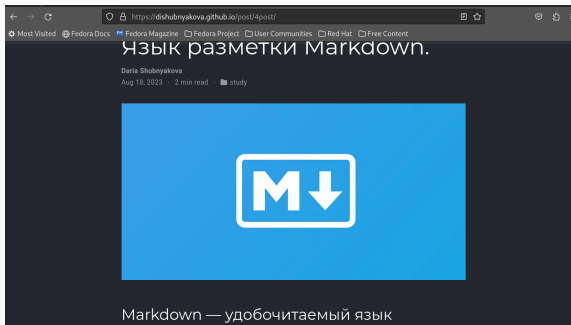 https://dishubnyakova.github.io/post/4post/
Most Visited Fedora Docs Fedora Magazine Fedora Project User Communities Red Hat Free Content
Язык разметки Markdown.
Daria Shubnyakova
Aug 18, 2023 · 2 min read · study
M
Markdown — удобочитаемый язык